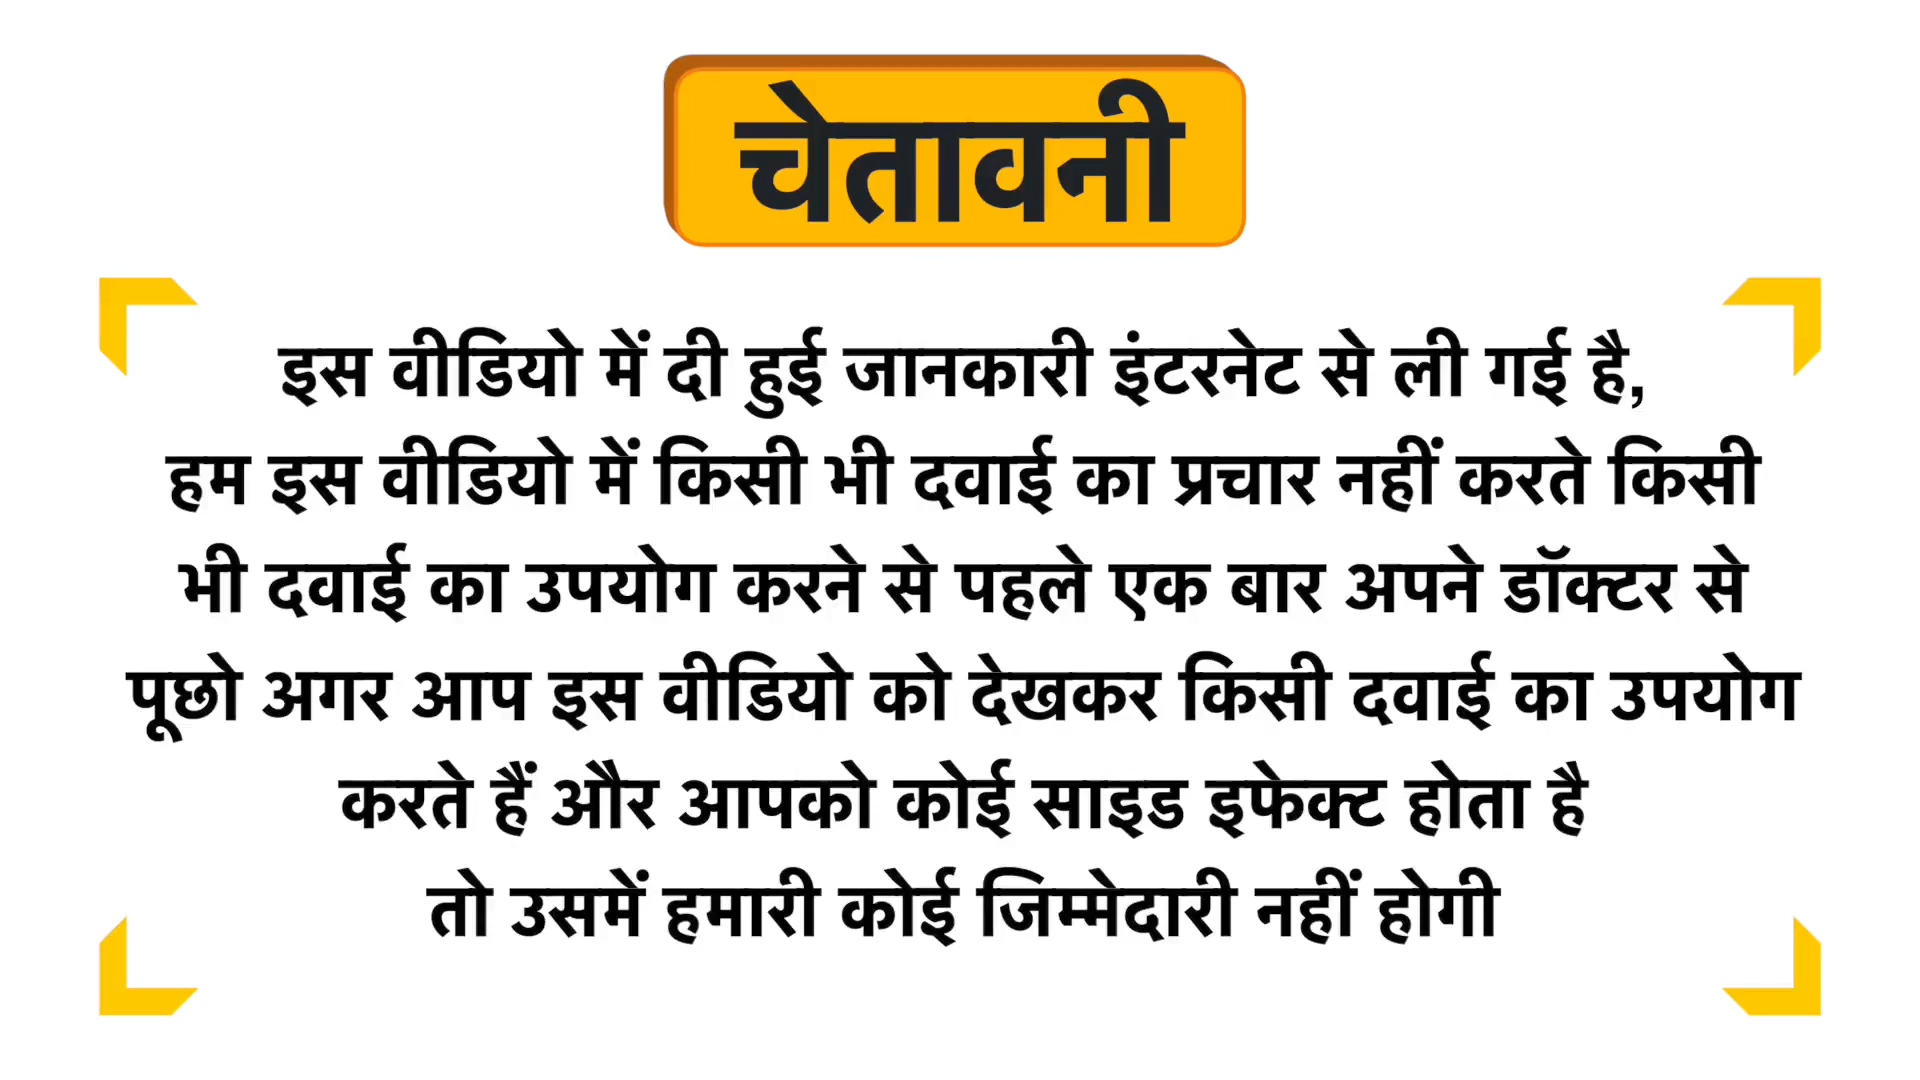 चेतावनी
इस वीडियो में दी हुई जानकारी इंटरनेट से ली गई है,
हम इस वीडियो में किसी भी दवाई का प्रचार नहीं करते किसी
भी दवाई का उपयोग करने से पहले एक बार अपने डॉक्टर से
पूछो अगर आप इस वीडियो को देखकर किसी दवाई का उपयोग
करते हैं और आपको कोई साइड इफेक्ट होता है
तो उसमें हमारी कोई जिम्मेदारी नहीं होगी